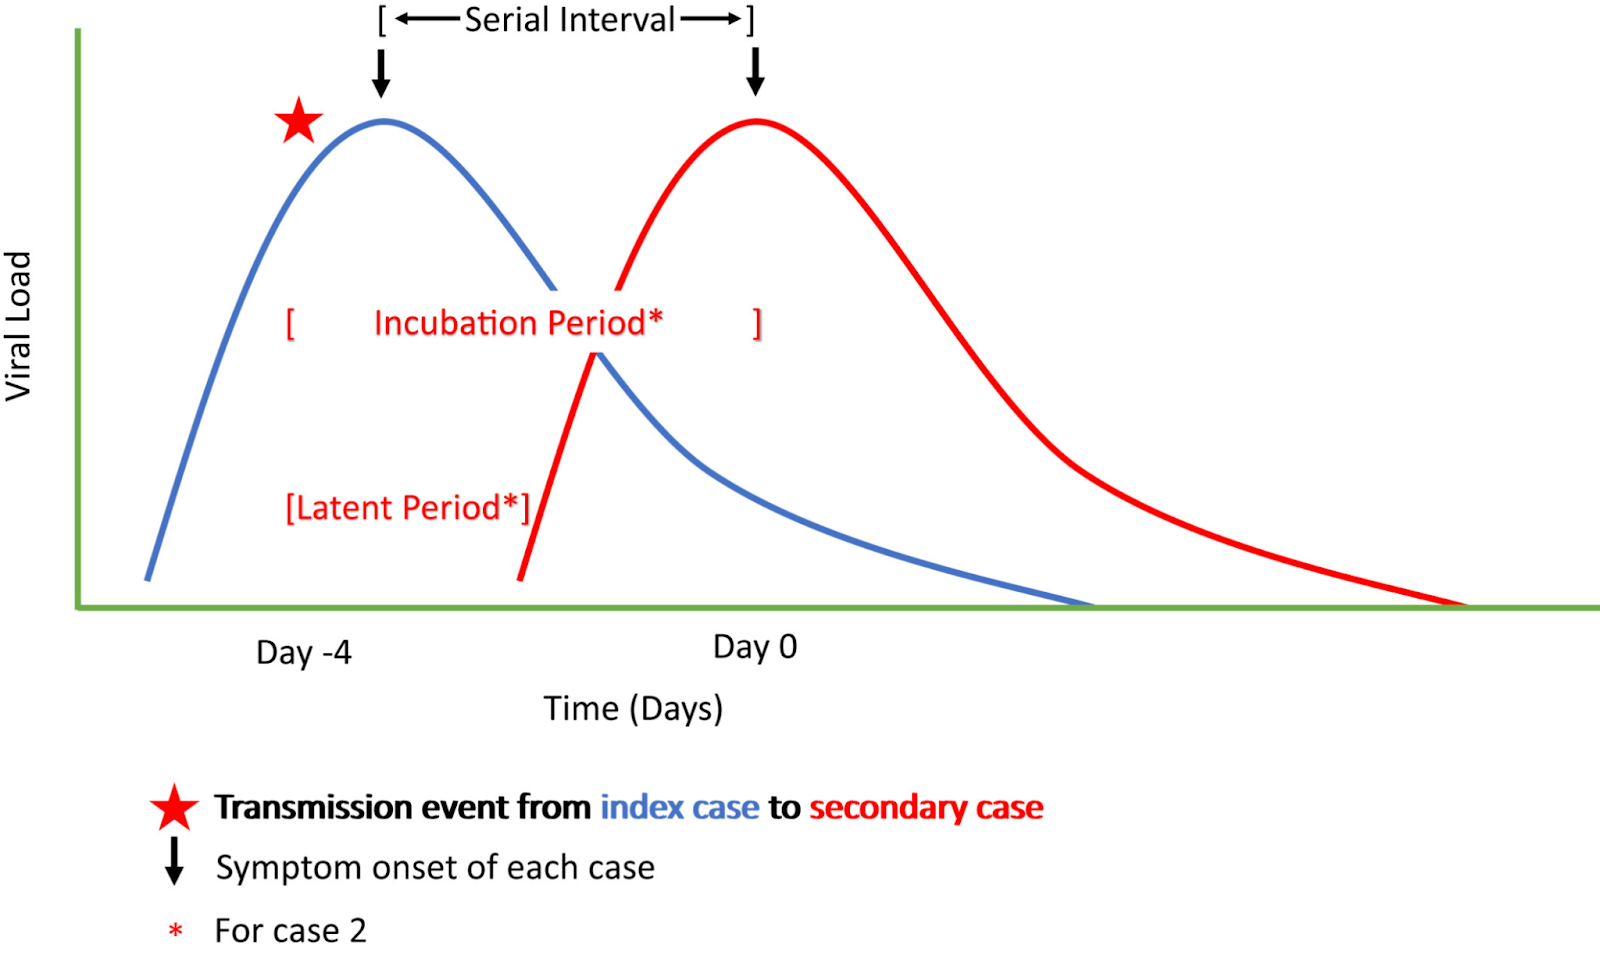 [ Serial Interval ]
Viral Load
[ Incubation Period* ]
[Latent Period*]
Day -4
Day 0
Time (Days)
Transmission event from index case to secondary case
Symptom onset of each case
* For case 2